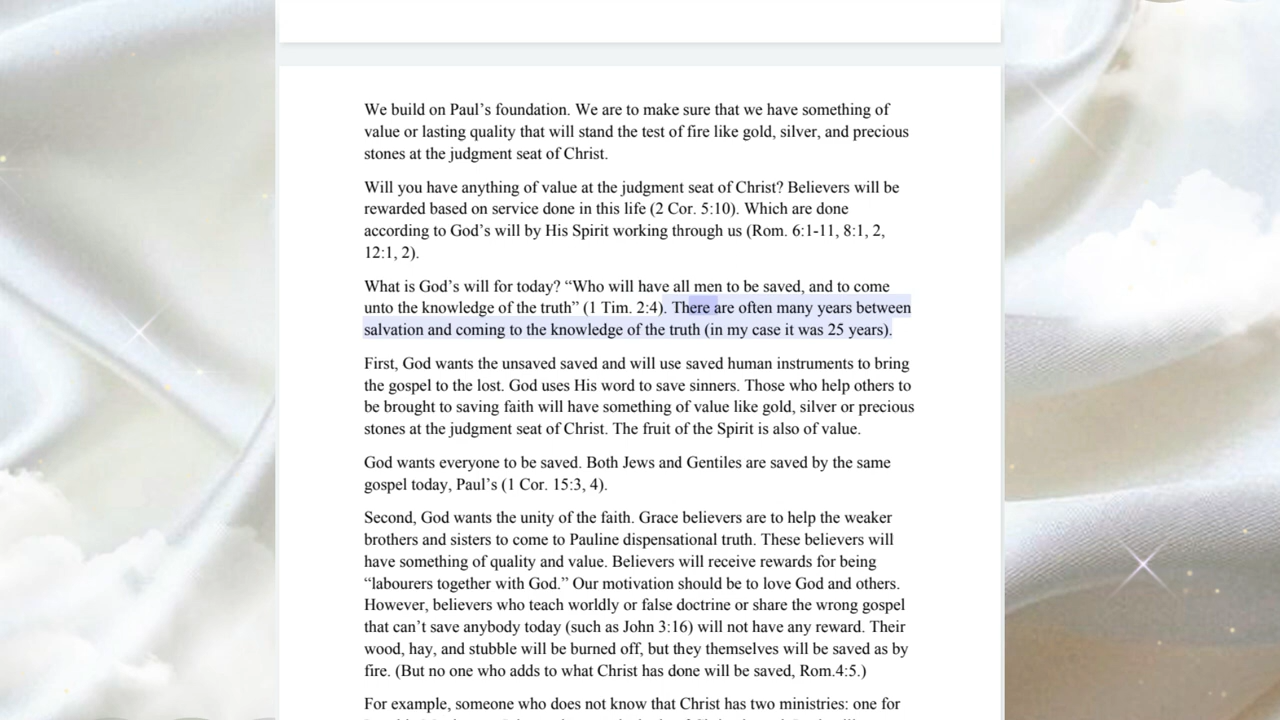 We build on Paul’s foundation. We are to make sure that we have something of
value or lasting quality that will stand the test of fire like gold, silver, and precious
stones at the judgment seat of Christ.
Will you have anything of value at the judgment seat of Christ? Believers will be
rewarded based on service done in this life (2 Cor. 5:10). Which are done
according to God’s will by His Spirit working through us (Rom. 6:1-11, 8:1, 2,
12:1, 2).
What is God’s will for today? “Who will have all men to be saved, and to come
unto the knowledge of the truth” (1 Tim. 2:4). There are often many years between
salvation and coming to the knowledge of the truth (in my case it was 25 years).
First, God wants the unsaved saved and will use saved human instruments to bring
the gospel to the lost. God uses His word to save sinners. Those who help others to
be brought to saving faith will have something of value like gold, silver or precious
stones at the judgment seat of Christ. The fruit of the Spirit is also of value.
God wants everyone to be saved. Both Jews and Gentiles are saved by the same
gospel today, Paul’s (1 Cor. 15:3, 4).
Second, God wants the unity of the faith. Grace believers are to help the weaker
brothers and sisters to come to Pauline dispensational truth. These believers will
have something of quality and value. Believers will receive rewards for being
“labourers together with God.” Our motivation should be to love God and others.
However, believers who teach worldly or false doctrine or share the wrong gospel
that can’t save anybody today (such as John 3:16) will not have any reward. Their
wood, hay, and stubble will be burned off, but they themselves will be saved as by
fire. (But no one who adds to what Christ has done will be saved, Rom.4:5.)
For example, someone who does not know that Christ has two ministries: one for